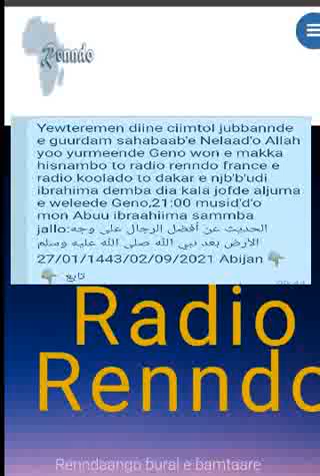 Renndo
Yewteremen diine ciimtol jubbannde
e guurdam sahabaab'e Nelaad'o Allah
yoo yurmeende Geno won e makka
hisnambo to radio renndo france e
radio koolado to dakar e njb'b'udi
ibrahima demba dia kala jofde aljuma
e weleede Geno,21:00 musid'd'o
mon Abuu ibraahiima sammba
jallo:الحديث عن أفضل الرجال على وجه
الأرض بعد نبي الله صلى الله عليه وسلم
27/01/1443/02/09/2021 Abijan
تابع
Radio
Renndo
Renndaango bural e bamtaare